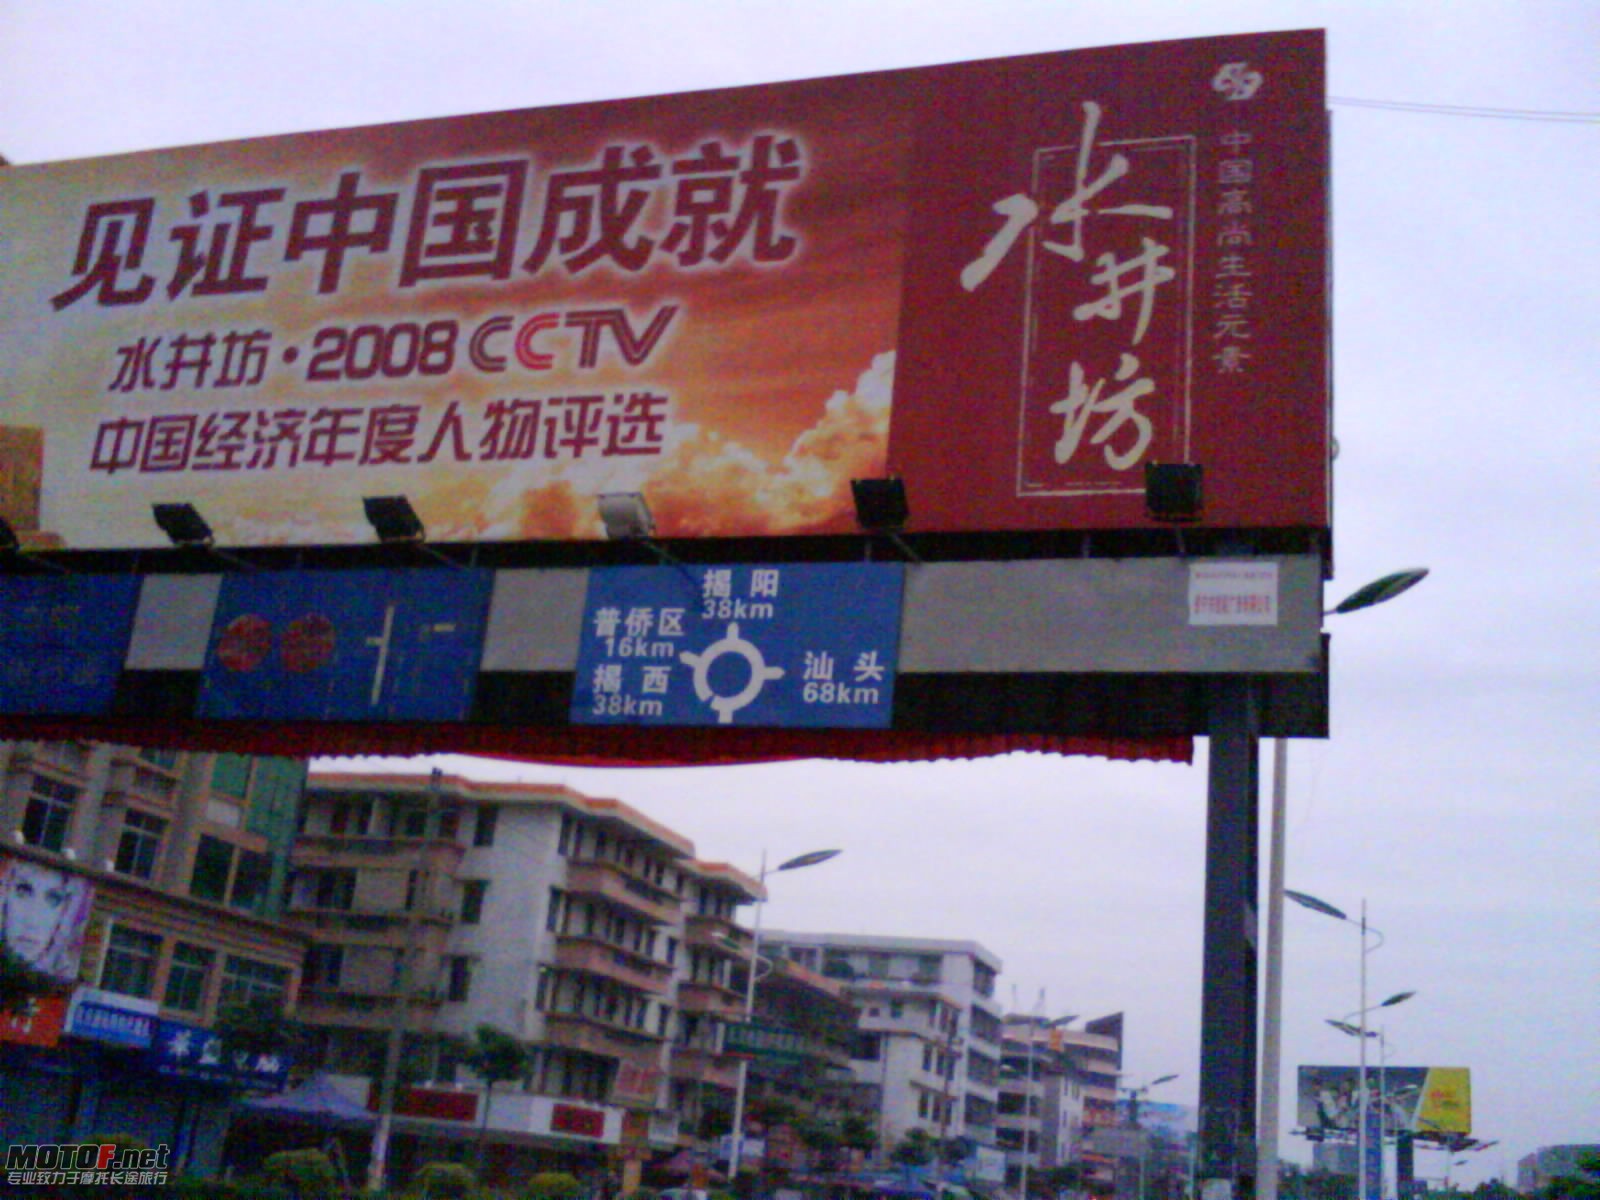 见证中国成就
水井坊·2008 CCTV
中国经济年度人物评选
水井坊
中国高尚生活元素
揭阳
38km
普侨区
16km
揭西
38km
汕头
68km
MOTOF.net
专业致力于摩托长途旅行